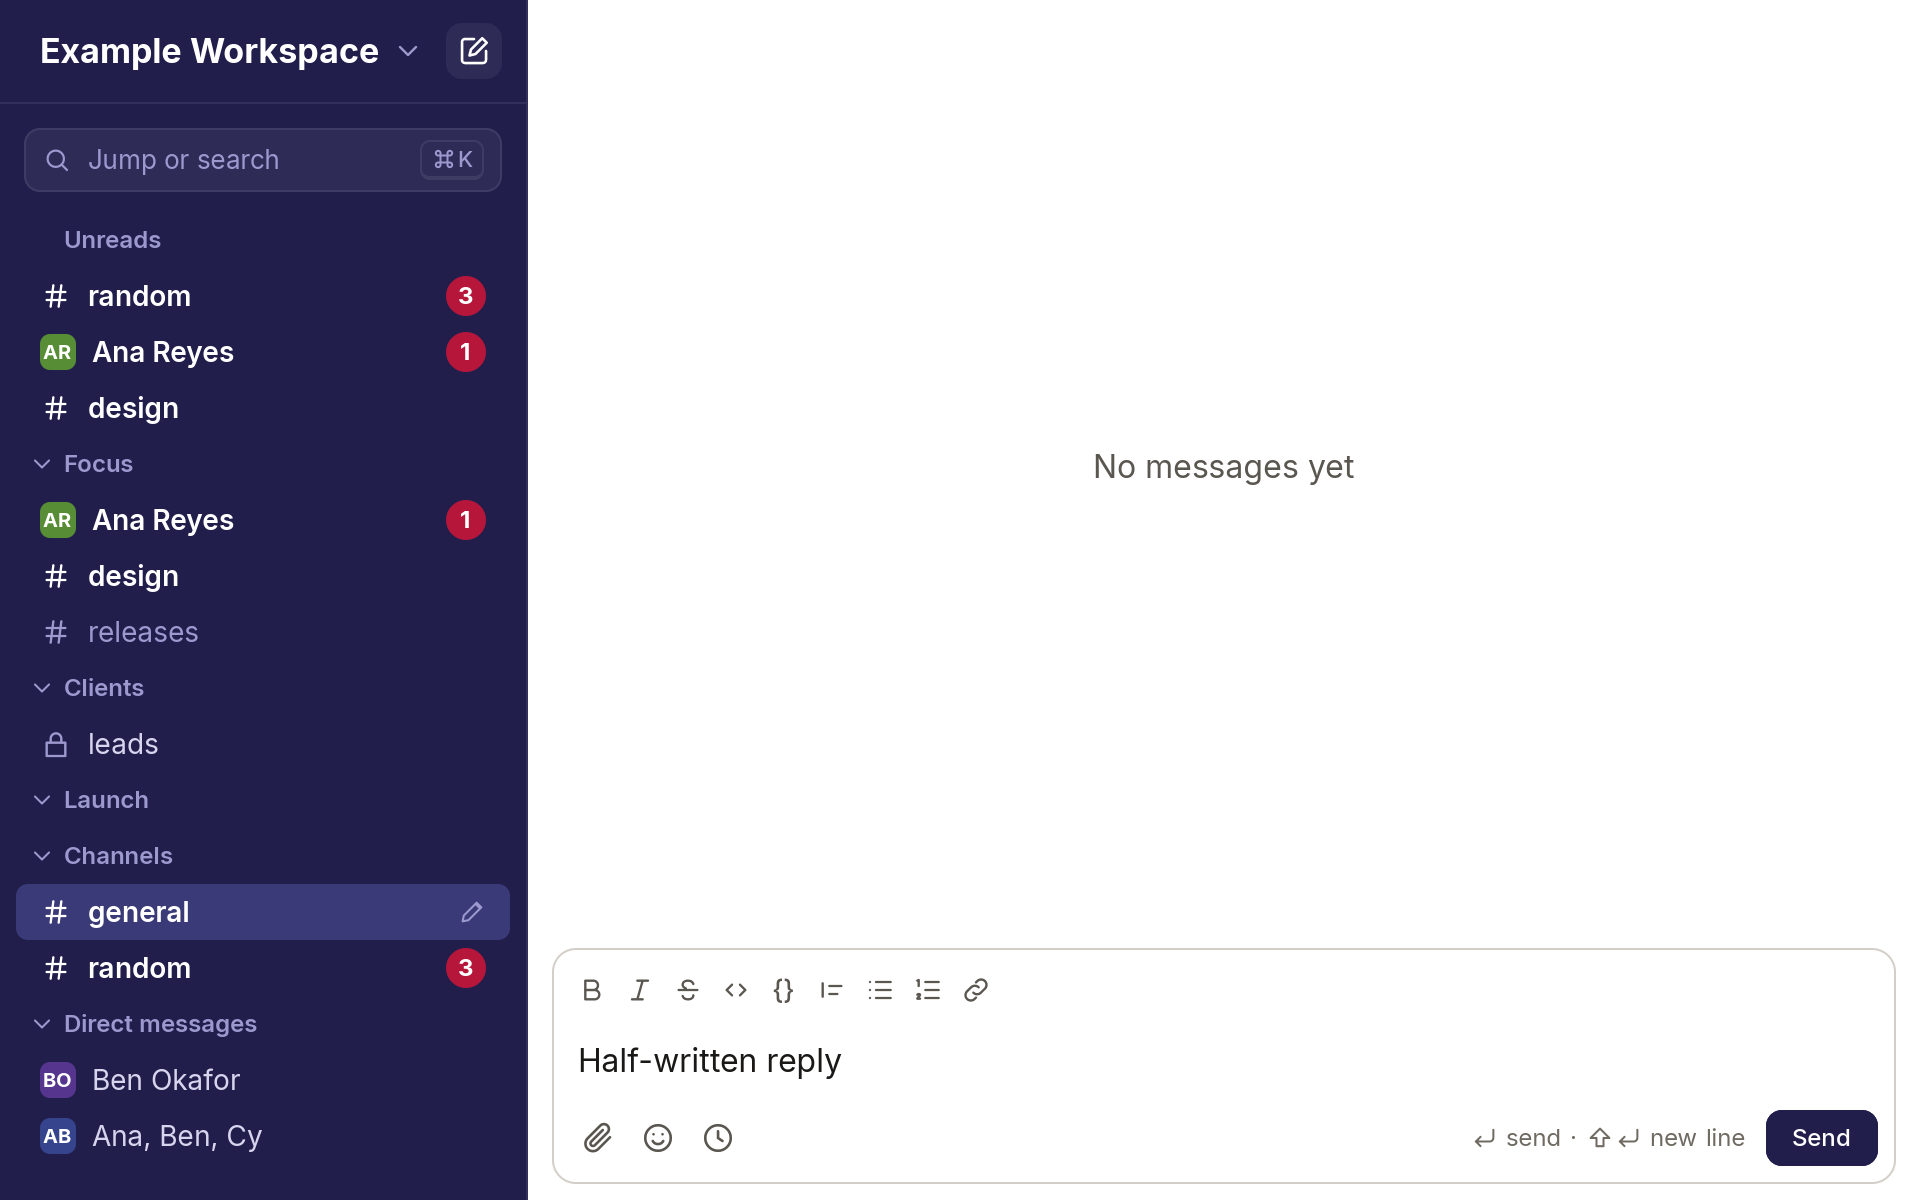 Example Workspace
Jump or search ⌘K
Unreads
# random 3
AR Ana Reyes 1
# design
Focus
AR Ana Reyes 1
# design
# releases
Clients
leads
Launch
Channels
# general
# random 3
Direct messages
BO Ben Okafor
AB Ana, Ben, Cy
No messages yet
Half-written reply
send · new line Send